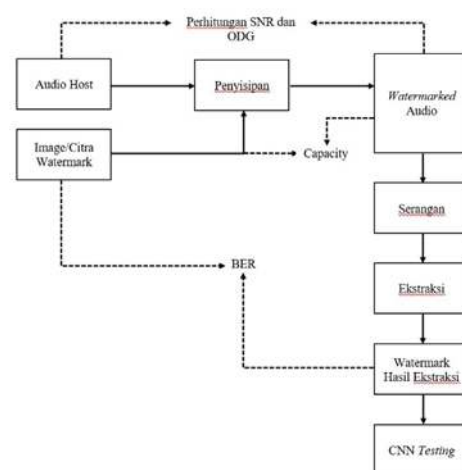 Perhitungan SNR dan
ODG
Audio Host
Penyisipan
Watermarked
Audio
Image/Citra
Watermark
Capacity
Serangan
BER
Ekstraksi
Watermark
Hasil Ekstraksi
CNN Testing